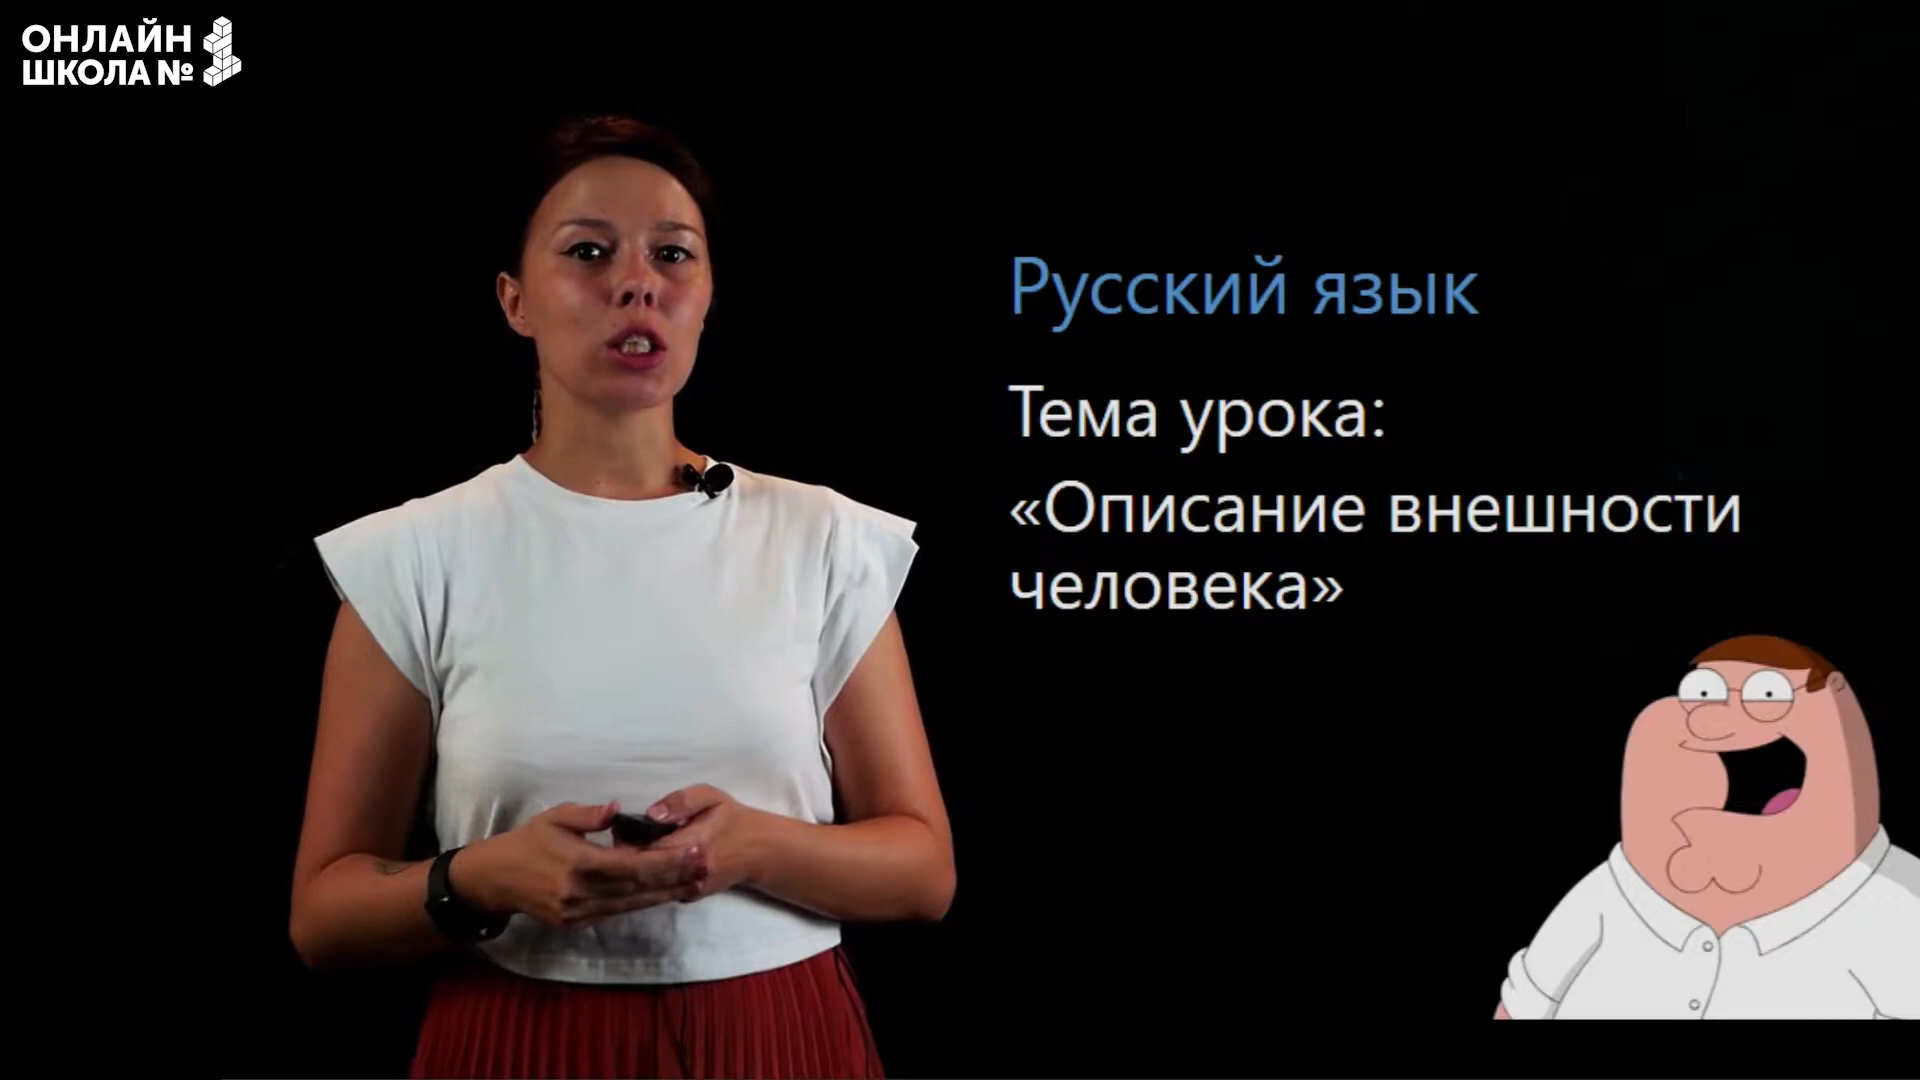 ОНЛАЙН
ШКОЛА №
Русский язык
Тема урока:
«Описание внешности
человека»